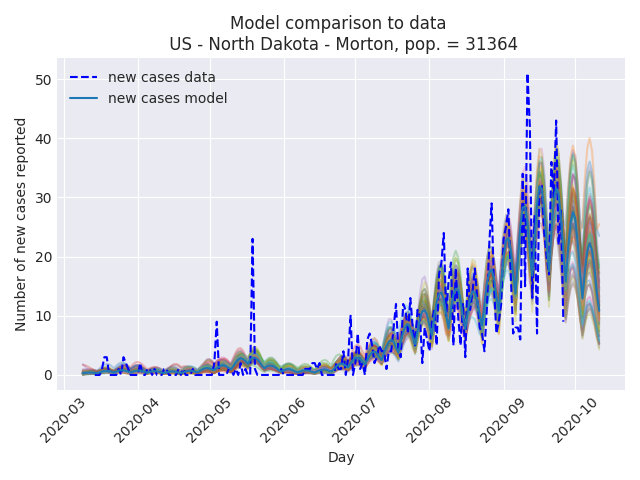 Model comparison to data
US - North Dakota - Morton, pop. = 31364
new cases data
new cases model
Number of new cases reported
50
40
30
20
10
0
2020-03
2020-04
2020-05
2020-06
2020-07
2020-08
2020-09
2020-10
Day